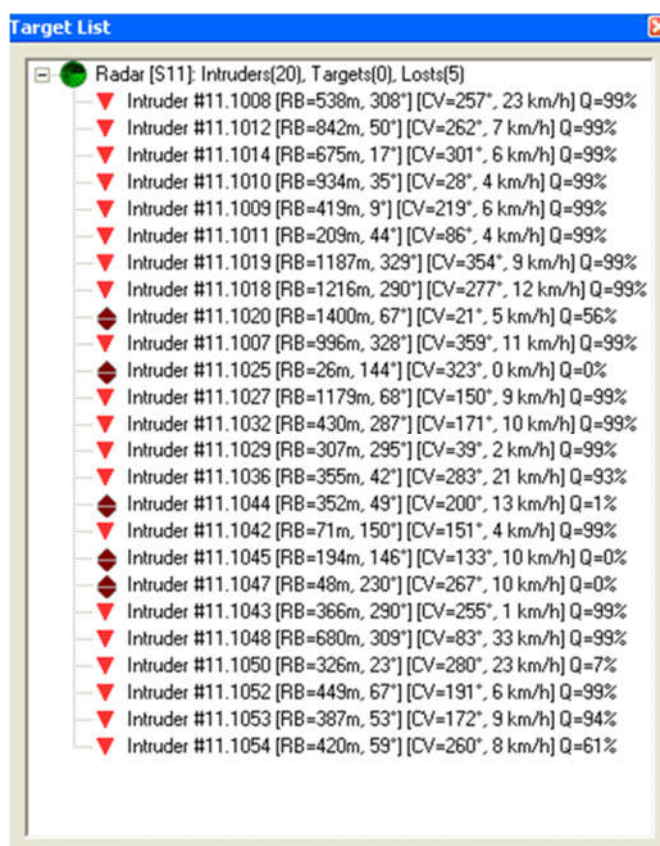 Target List
Radar [S11]: Intruders(20), Targets(0), Losts(5)
Intruder #11.1008 [RB=538m, 308°] [CV=257°, 23 km/h] Q=99%
Intruder #11.1012 [RB=842m, 50°] [CV=262°, 7 km/h] Q=99%
Intruder #11.1014 [RB=675m, 17°] [CV=301°, 6 km/h] Q=99%
Intruder #11.1010 [RB=934m, 35°] [CV=28°, 4 km/h] Q=99%
Intruder #11.1009 [RB=419m, 9°] [CV=219°, 6 km/h] Q=99%
Intruder #11.1011 [RB=209m, 44°] [CV=86°, 4 km/h] Q=99%
Intruder #11.1019 [RB=1187m, 329°] [CV=354°, 9 km/h] Q=99%
Intruder #11.1018 [RB=1216m, 290°] [CV=277°, 12 km/h] Q=99%
Intruder #11.1020 [RB=1400m, 67°] [CV=21°, 5 km/h] Q=56%
Intruder #11.1007 [RB=996m, 328°] [CV=359°, 11 km/h] Q=99%
Intruder #11.1025 [RB=26m, 144°] [CV=323°, 0 km/h] Q=0%
Intruder #11.1027 [RB=1179m, 68°] [CV=150°, 9 km/h] Q=99%
Intruder #11.1032 [RB=430m, 287°] [CV=171°, 10 km/h] Q=99%
Intruder #11.1029 [RB=307m, 295°] [CV=39°, 2 km/h] Q=99%
Intruder #11.1036 [RB=355m, 42°] [CV=283°, 21 km/h] Q=93%
Intruder #11.1044 [RB=352m, 49°] [CV=200°, 13 km/h] Q=1%
Intruder #11.1042 [RB=71m, 150°] [CV=151°, 4 km/h] Q=99%
Intruder #11.1045 [RB=194m, 146°] [CV=133°, 10 km/h] Q=0%
Intruder #11.1047 [RB=48m, 230°] [CV=267°, 10 km/h] Q=0%
Intruder #11.1043 [RB=366m, 290°] [CV=255°, 1 km/h] Q=99%
Intruder #11.1048 [RB=680m, 309°] [CV=83°, 33 km/h] Q=99%
Intruder #11.1050 [RB=326m, 23°] [CV=280°, 23 km/h] Q=7%
Intruder #11.1052 [RB=449m, 67°] [CV=191°, 6 km/h] Q=99%
Intruder #11.1053 [RB=387m, 53°] [CV=172°, 9 km/h] Q=94%
Intruder #11.1054 [RB=420m, 59°] [CV=260°, 8 km/h] Q=61%